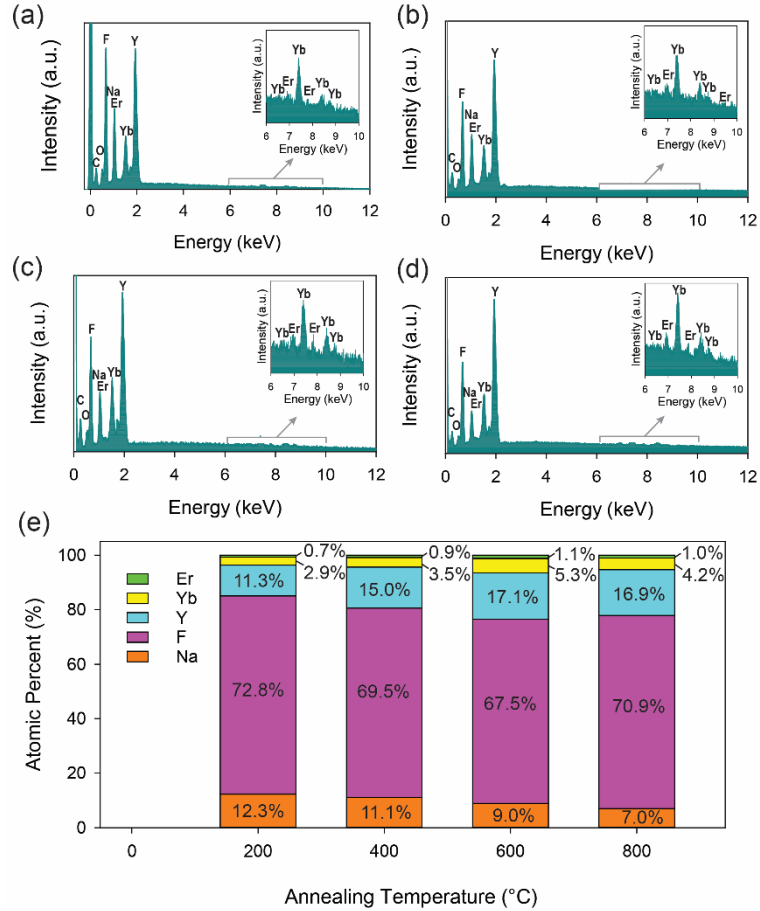 (a)
Intensity (a.u.)
F
Y
Na
Er
Yb
O
C
Intensity (a.u.)
Yb
Yb
Er
Er
Yb
Yb
6 7 8 9 10
Energy (keV)
0 2 4 6 8 10 12
Energy (keV)
(b)
Intensity (a.u.)
Y
F
Na
Er
Yb
C
O
Intensity (a.u.)
Yb
Yb
Er
Yb
Yb
Er
6 7 8 9 10
Energy (keV)
0 2 4 6 8 10 12
Energy (keV)
(c)
Intensity (a.u.)
Y
F
Na
Er
Yb
C
O
Intensity (a.u.)
Yb
Yb
Er
Er
Yb
Yb
6 7 8 9 10
Energy (keV)
0 2 4 6 8 10 12
Energy (keV)
(d)
Intensity (a.u.)
Y
F
Na
Er
Yb
C
O
Intensity (a.u.)
Yb
Yb
Er
Er
Yb
Yb
6 7 8 9 10
Energy (keV)
0 2 4 6 8 10 12
Energy (keV)
(e)
Atomic Percent (%)
100
80
60
40
20
0
Er
Yb
Y
F
Na
0.7%
2.9%
11.3%
72.8%
12.3%
0.9%
3.5%
15.0%
69.5%
11.1%
1.1%
5.3%
17.1%
67.5%
9.0%
1.0%
4.2%
16.9%
70.9%
7.0%
0 200 400 600 800
Annealing Temperature (°C)